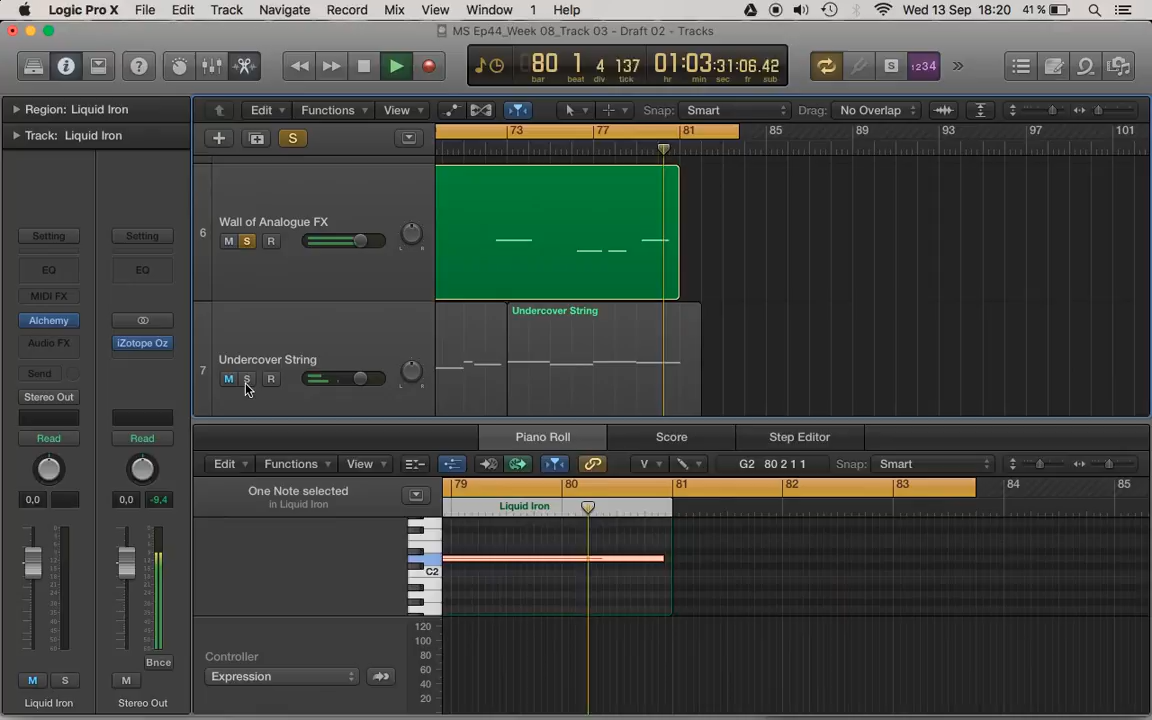 Logic Pro X File Edit Track Navigate Record Mix View Window 1 Help Wed 13 Sep 18:20 41 %
MS Ep44_Week 08_Track 03 - Draft 02 - Tracks
80 1 4 137 01:03:31:06.42
bar beat div tick hr min sec sub
S 1234
Region: Liquid Iron
Edit Functions View Snap: Smart Drag: No Overlap
Track: Liquid Iron
S
73 77 81 85 89 93 97 101
6 Wall of Analogue FX
M S R L R
Setting Setting
EQ EQ
MIDI FX
Alchemy
Audio FX iZotope Oz
Send
Stereo Out
Read Read
Undercover String
7 Undercover String
M S R L R
Piano Roll Score Step Editor
Edit Functions View V G2 80 2 1 1 Snap: Smart
One Note selected
in Liquid Iron
79 80 81 82 83 84 85
Liquid Iron
C2
0,0 0,0 -9,4
Controller
Expression
120
100
80
60
40
20
Bnce
M S M
Liquid Iron Stereo Out